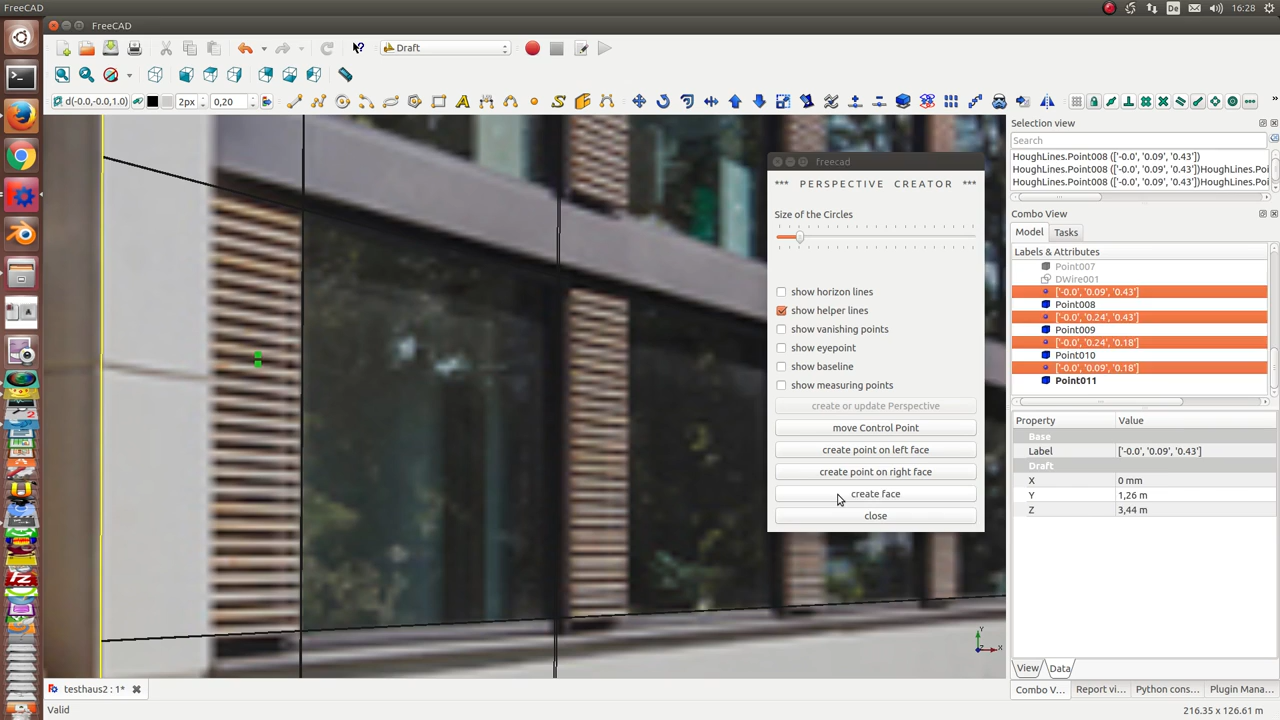 FreeCAD
De
16:28
FreeCAD
Draft
d(-0.0,-0.0,1.0)
2px
0,20
»
Selection view
Search
HoughLines.Point008 (['-0.0', '0.09', '0.43'])
HoughLines.Point008 (['-0.0', '0.09', '0.43'])HoughLines.Poi
HoughLines.Point008 (['-0.0', '0.09', '0.43'])HoughLines.Poi
Combo View
Model
Tasks
Labels & Attributes
Point007
DWire001
['-0.0', '0.09', '0.43']
Point008
['-0.0', '0.24', '0.43']
Point009
['-0.0', '0.24', '0.18']
Point010
['-0.0', '0.09', '0.18']
Point011
Property
Value
Base
Label
['-0.0', '0.09', '0.43']
Draft
X
0 mm
Y
1,26 m
Z
3,44 m
View
Data
Combo V...
Report vi...
Python cons...
Plugin Mana...
freecad
*** PERSPECTIVE CREATOR ***
Size of the Circles
show horizon lines
show helper lines
show vanishing points
show eyepoint
show baseline
show measuring points
create or update Perspective
move Control Point
create point on left face
create point on right face
create face
close
Y
Z
X
testhaus2 : 1*
Valid
216.35 x 126.61 m